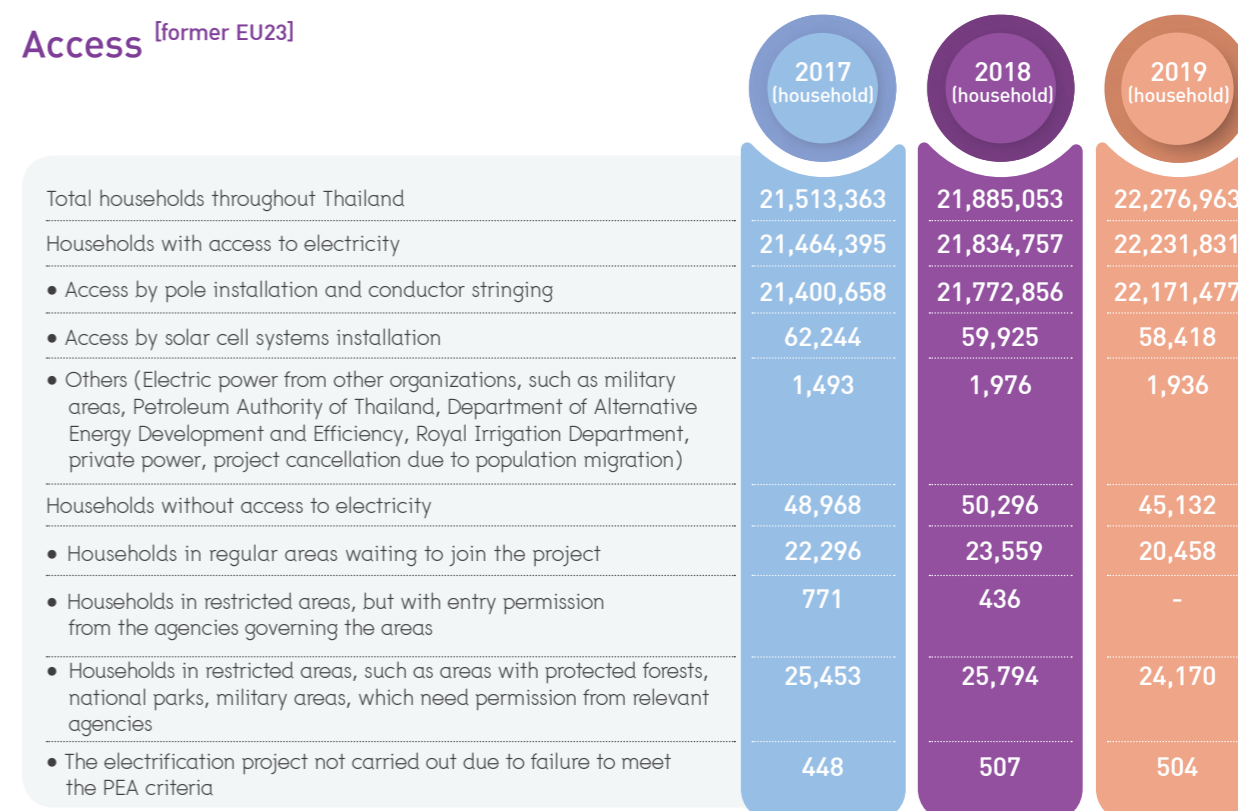 Access [former EU23]
2017 2018 2019
(household) (household) (household)
Total households throughout Thailand 21,513,363 21,885,053 22,276,963
Households with access to electricity 21,464,395 21,834,757 22,231,831
• Access by pole installation and conductor stringing 21,400,658 21,772,856 22,171,477
• Access by solar cell systems installation 62,244 59,925 58,418
• Others (Electric power from other organizations, such as military 1,493 1,976 1,936
areas, Petroleum Authority of Thailand, Department of Alternative
Energy Development and Efficiency, Royal Irrigation Department,
private power, project cancellation due to population migration)
Households without access to electricity 48,968 50,296 45,132
• Households in regular areas waiting to join the project 22,296 23,559 20,458
• Households in restricted areas, but with entry permission 771 436 -
from the agencies governing the areas
• Households in restricted areas, such as areas with protected forests, 25,453 25,794 24,170
national parks, military areas, which need permission from relevant
agencies
• The electrification project not carried out due to failure to meet 448 507 504
the PEA criteria